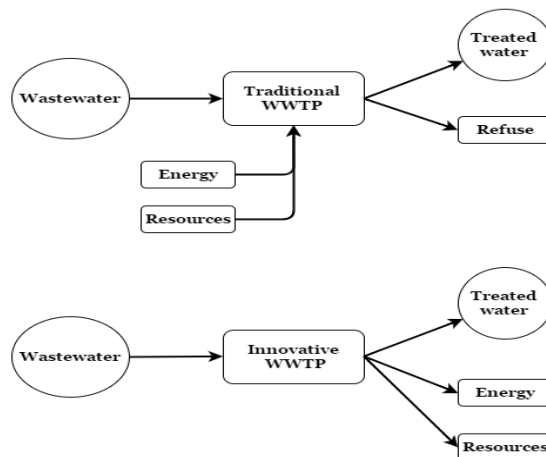 Treated
water
Wastewater
Traditional
WWTP
Refuse
Energy
Resources
Treated
water
Wastewater
Innovative
WWTP
Energy
Resources